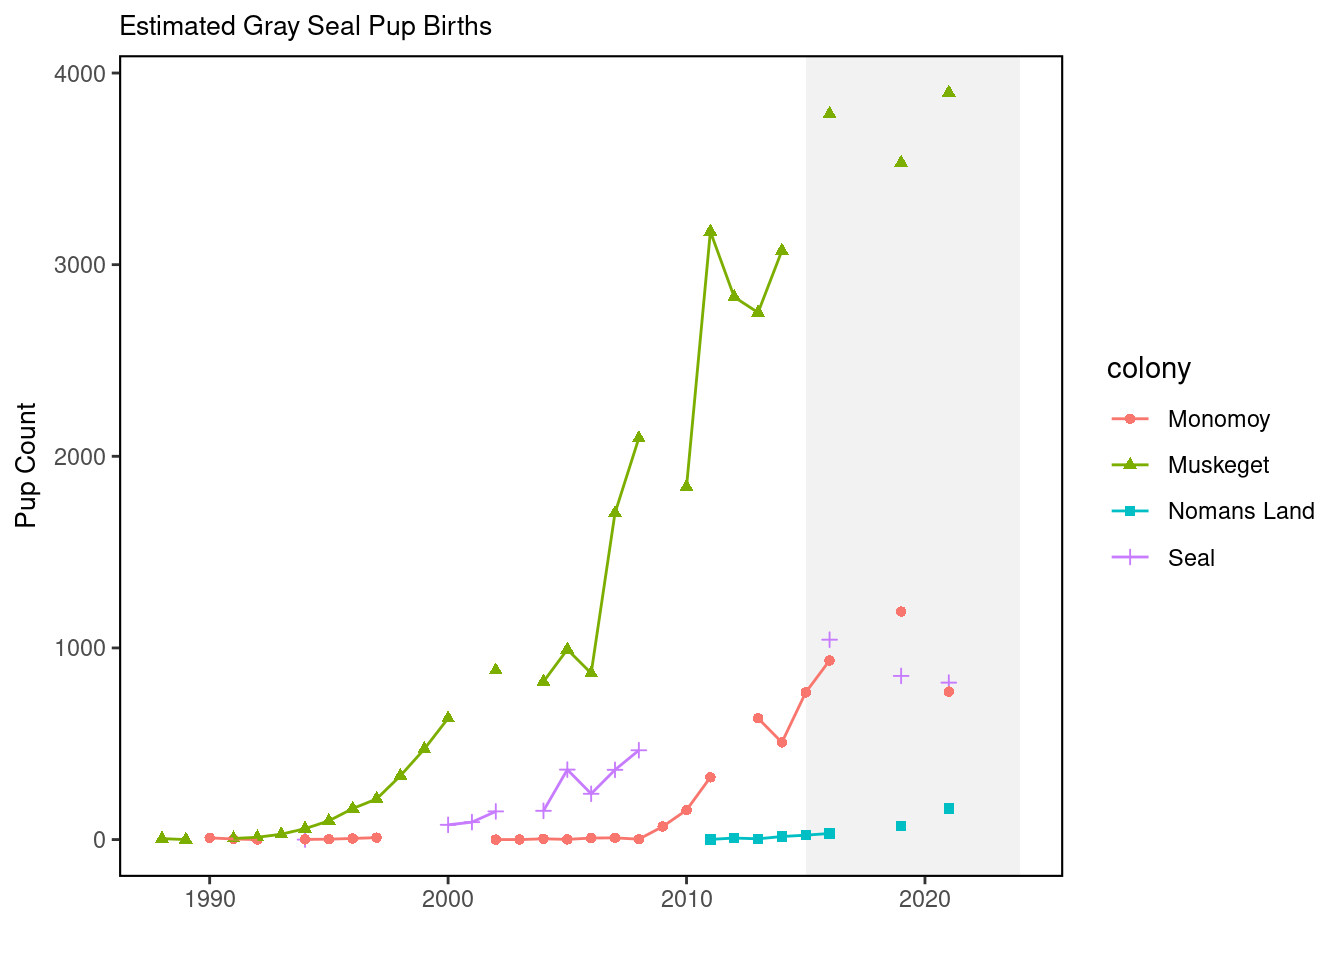 Estimated Gray Seal Pup Births
4000
3000
2000
1000
0
Pup Count
1990 2000 2010 2020
colony
Monomoy
Muskeget
Nomans Land
Seal